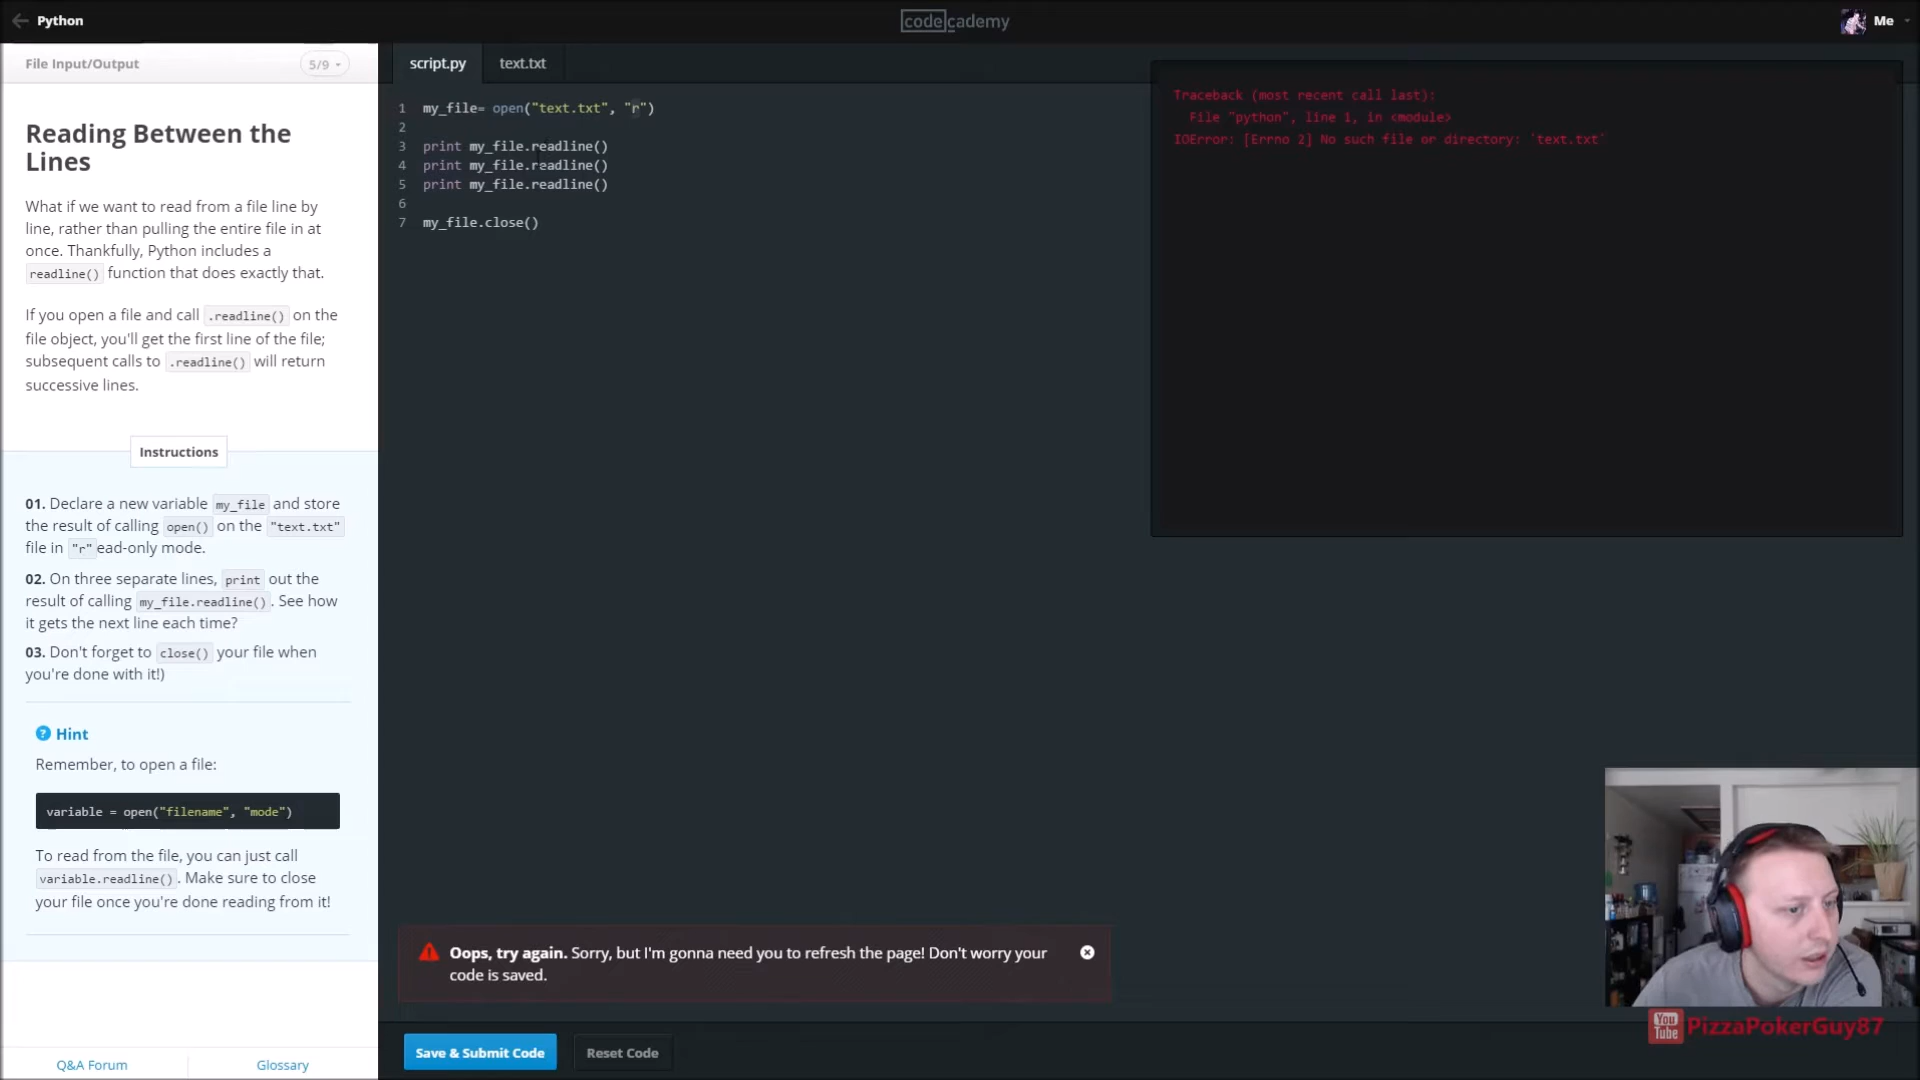 Python
codecademy
Me
File Input/Output
5/9
script.py
text.txt
Reading Between the
Lines
What if we want to read from a file line by
line, rather than pulling the entire file in at
once. Thankfully, Python includes a
readline() function that does exactly that.
If you open a file and call .readline() on the
file object, you'll get the first line of the file;
subsequent calls to .readline() will return
successive lines.
Instructions
01. Declare a new variable my_file and store
the result of calling open() on the "text.txt"
file in "r"ead-only mode.
02. On three separate lines, print out the
result of calling my_file.readline(). See how
it gets the next line each time?
03. Don't forget to close() your file when
you're done with it!)
Hint
Remember, to open a file:
variable = open("filename", "mode")
To read from the file, you can just call
variable.readline(). Make sure to close
your file once you're done reading from it!
Q&A Forum
Glossary
1 my_file= open("text.txt", "r")
2
3 print my_file.readline()
4 print my_file.readline()
5 print my_file.readline()
6
7 my_file.close()
Traceback (most recent call last):
File "python", line 1, in <module>
IOError: [Errno 2] No such file or directory: 'text.txt'
Oops, try again. Sorry, but I'm gonna need you to refresh the page! Don't worry your
code is saved.
Save & Submit Code
Reset Code
You
Tube
PizzaPokerGuy87